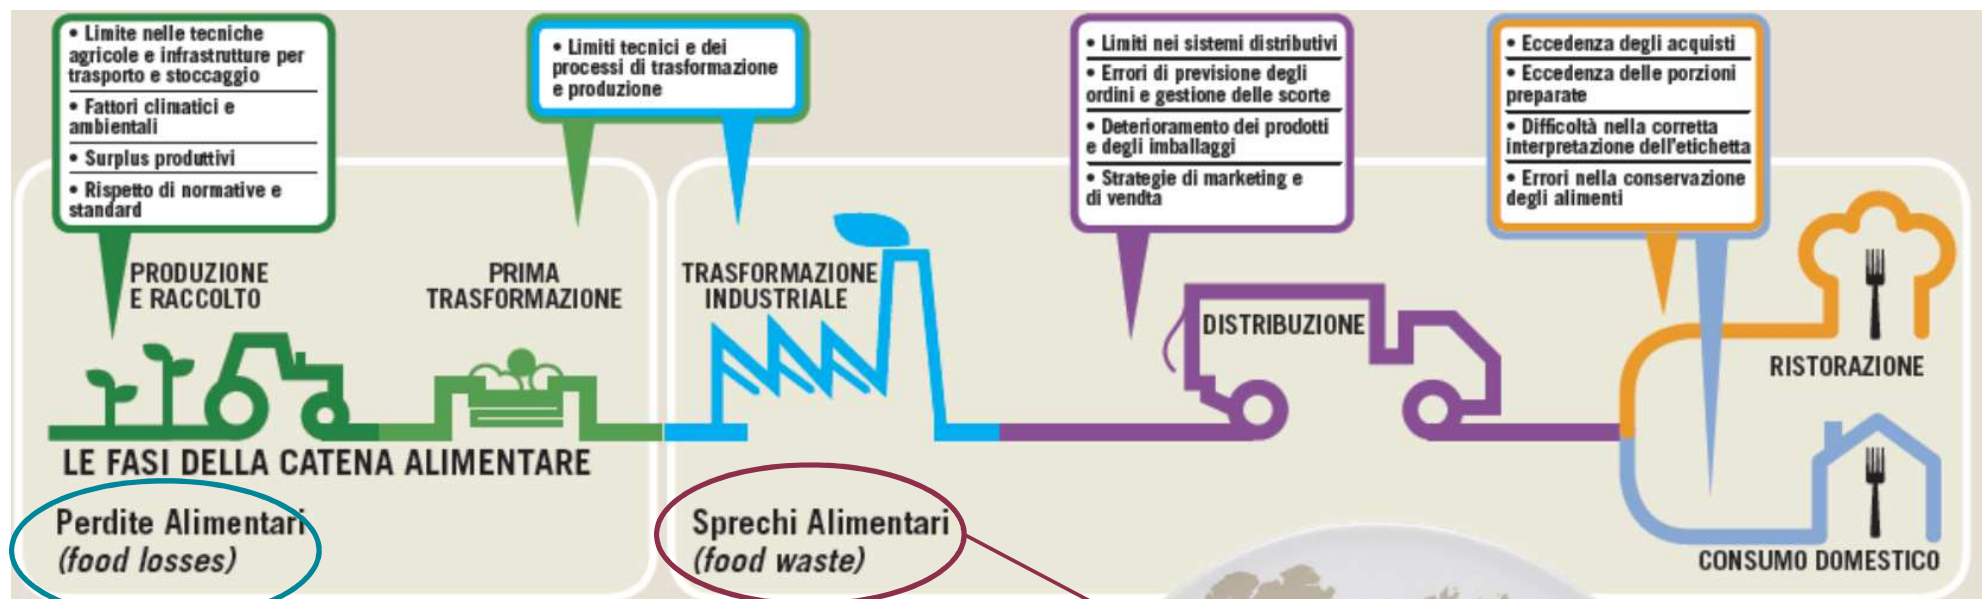 • Limite nelle tecniche
agricole e infrastrutture per
trasporto e stoccaggio
• Fattori climatici e
ambientali
• Surplus produttivi
• Rispetto di normative e
standard
• Limiti tecnici e dei
processi di trasformazione
e produzione
• Limiti nei sistemi distributivi
• Errori di previsione degli
ordini e gestione delle scorte
• Deterioramento dei prodotti
e degli imballaggi
• Strategie di marketing e
di vendta
• Eccedenza degli acquisti
• Eccedenza delle porzioni
preparate
• Difficoltà nella corretta
interpretazione dell'etichetta
• Errori nella conservazione
degli alimenti
PRODUZIONE
E RACCOLTO
PRIMA
TRASFORMAZIONE
TRASFORMAZIONE
INDUSTRIALE
DISTRIBUZIONE
RISTORAZIONE
CONSUMO DOMESTICO
LE FASI DELLA CATENA ALIMENTARE
Perdite Alimentari
(food losses)
Sprechi Alimentari
(food waste)